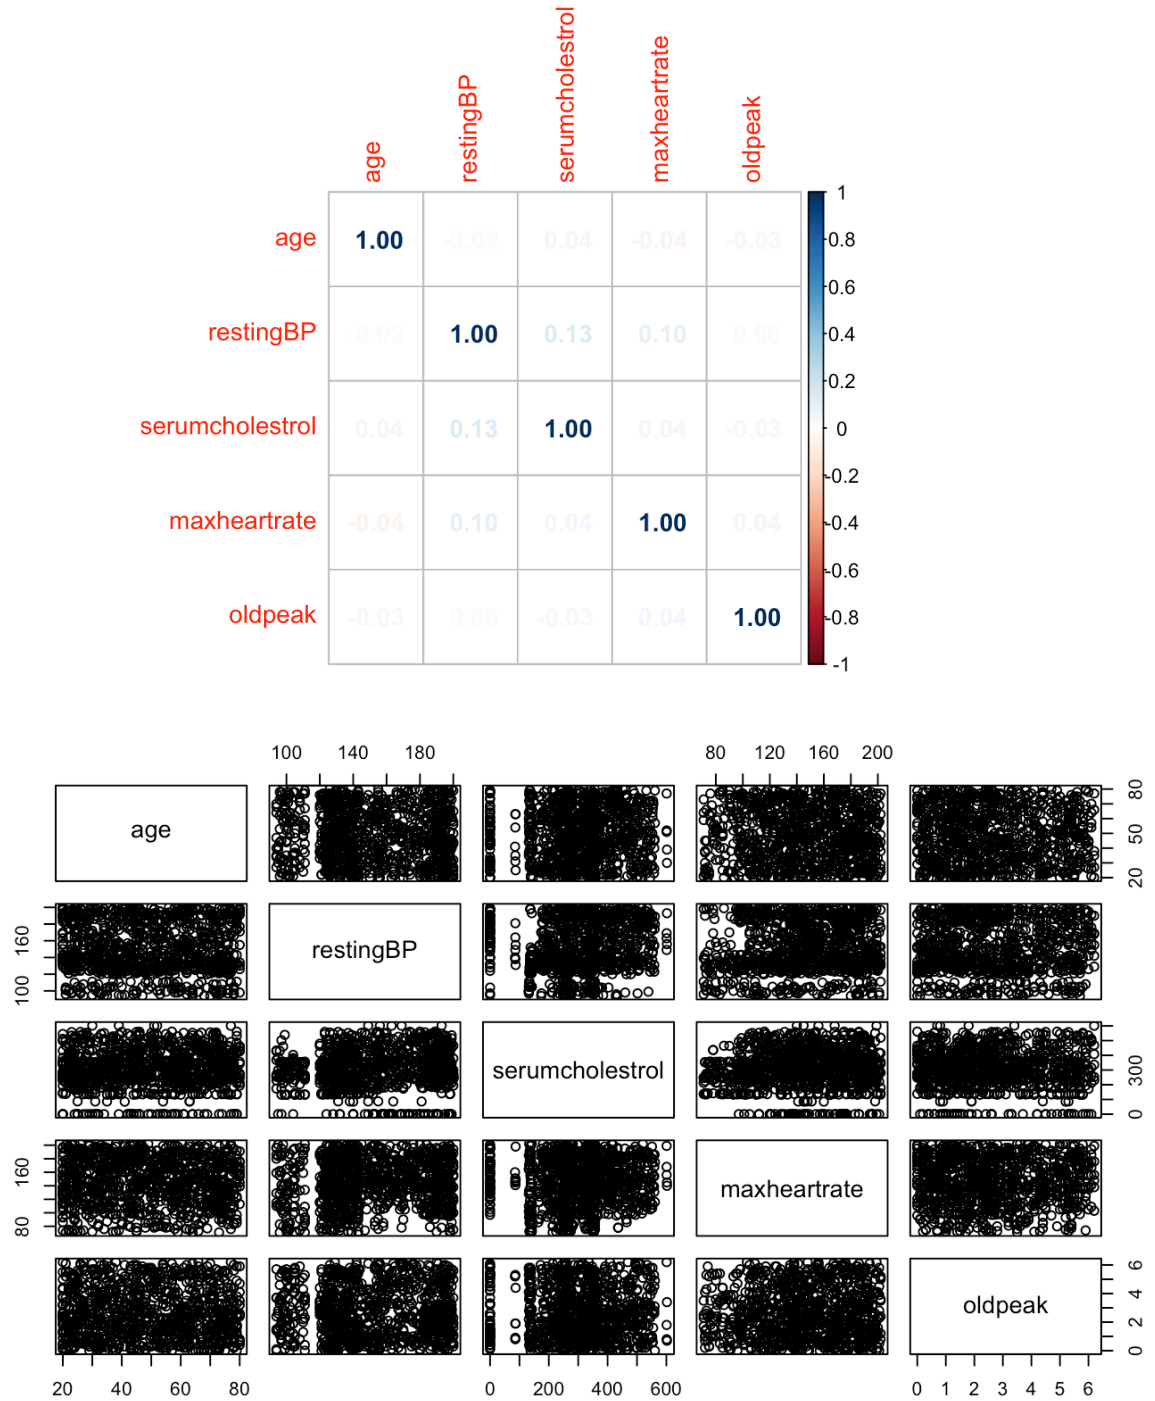 age restingBP serumcholestrol maxheartrate oldpeak
age 1.00 -0.02 0.04 -0.04 -0.03
restingBP -0.02 1.00 0.13 0.10 0.00
serumcholestrol 0.04 0.13 1.00 0.04 -0.03
maxheartrate -0.04 0.10 0.04 1.00 0.04
oldpeak -0.03 0.00 -0.03 0.04 1.00
1
0.8
0.6
0.4
0.2
0
-0.2
-0.4
-0.6
-0.8
-1
100 140 180
80 120 160 200
age
20 50 80
100 160
restingBP
serumcholestrol
0 300
80 160
maxheartrate
oldpeak
0 2 4 6
20 40 60 80
0 200 400 600
0 1 2 3 4 5 6